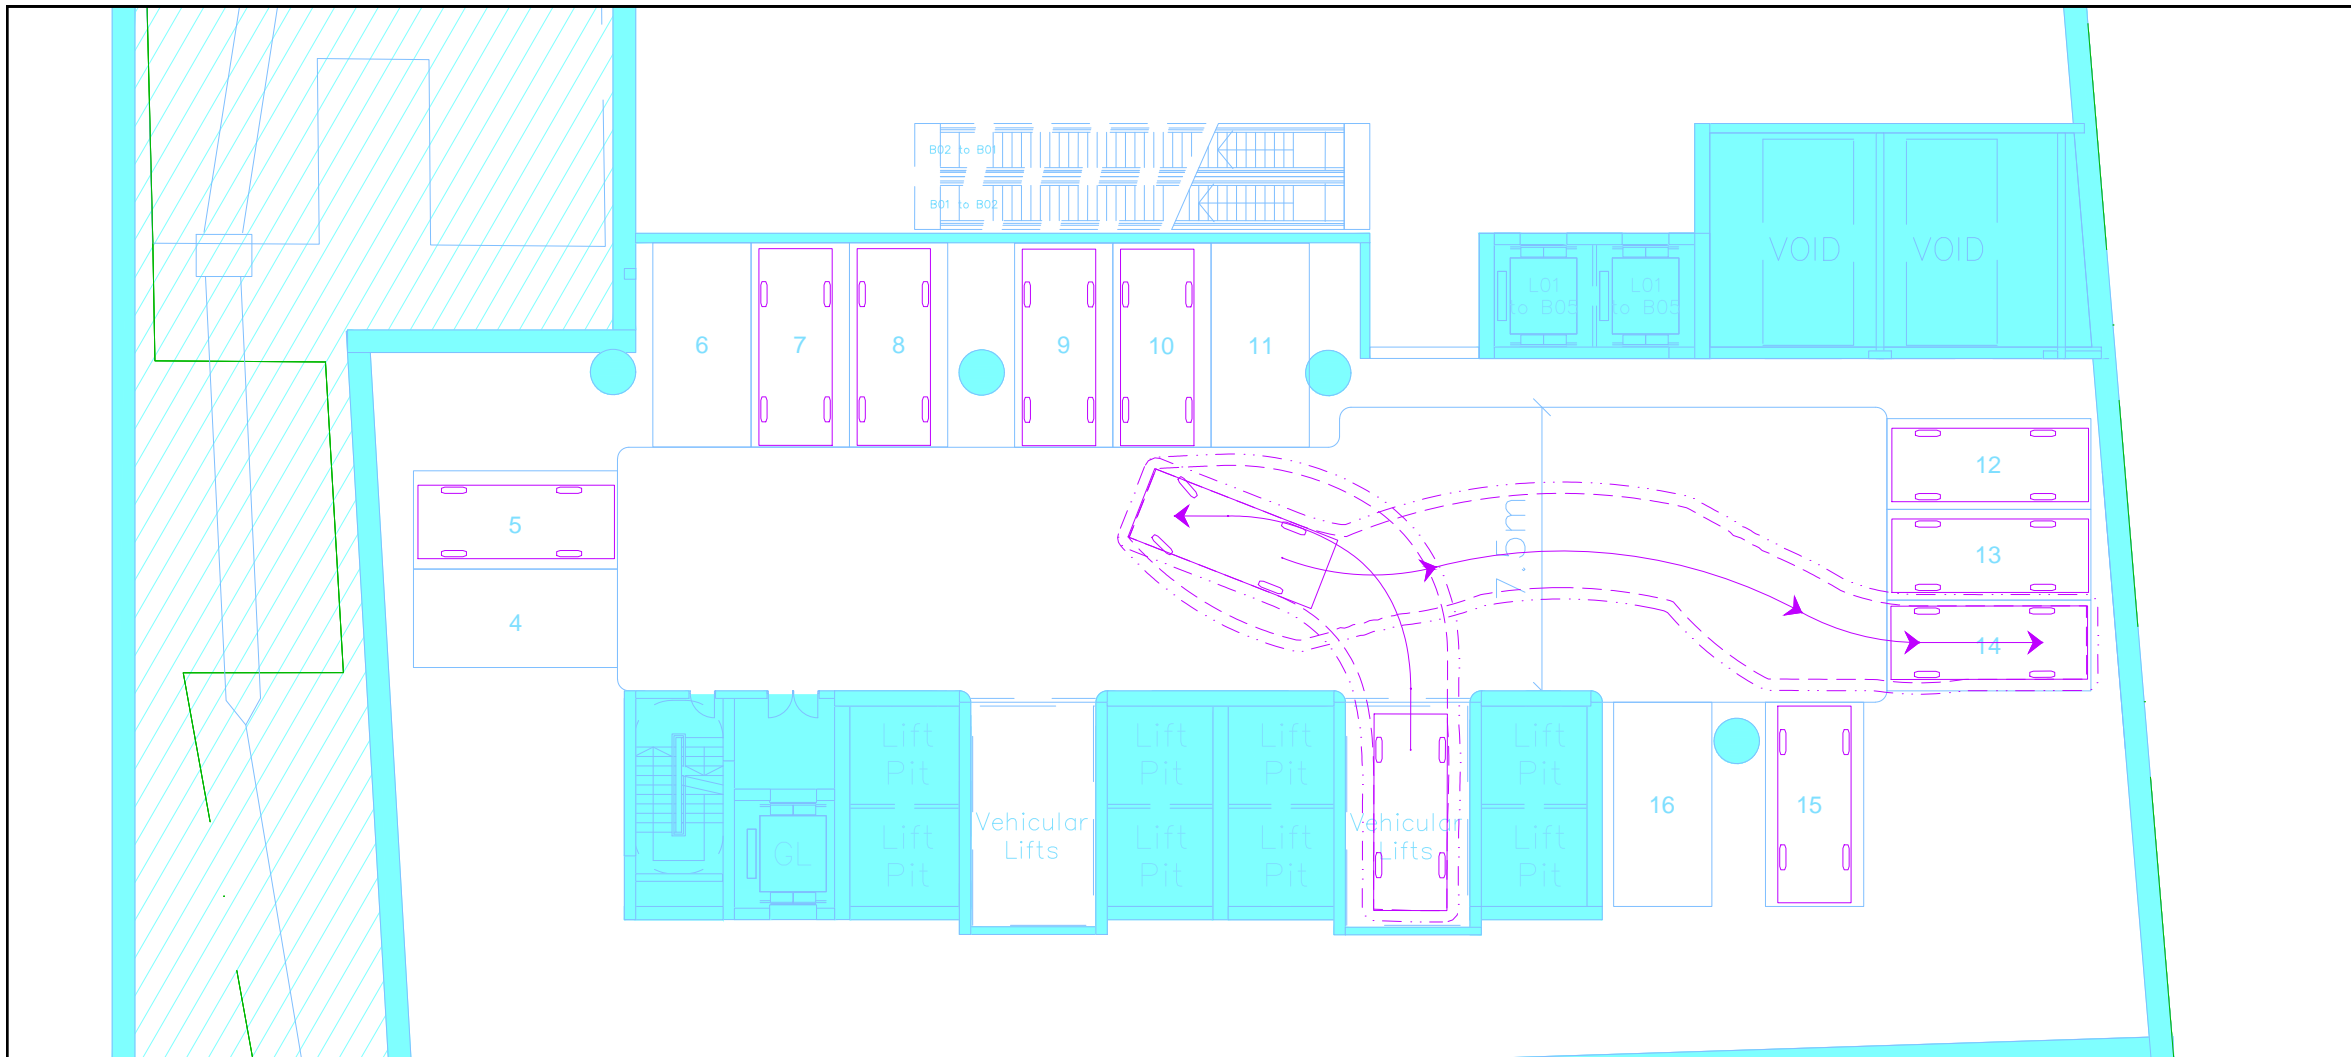 B02 to B01
B01 to B02
VOID
VOID
L01
to B05
L01
to B05
6
7
8
9
10
11
12
5
13
7.5m
4
14
Lift
Pit
Lift
Pit
Lift
Pit
Lift
Pit
16
15
Vehicular
Lifts
Vehicular
Lifts
GL
Lift
Pit
Lift
Pit
Lift
Pit
Lift
Pit